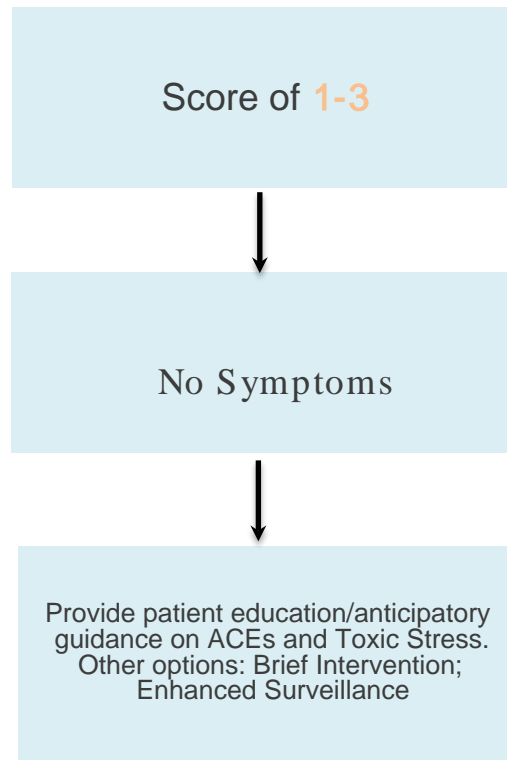 Score of 1-3
No Symptoms
Provide patient education/anticipatory
guidance on ACEs and Toxic Stress.
Other options: Brief Intervention;
Enhanced Surveillance